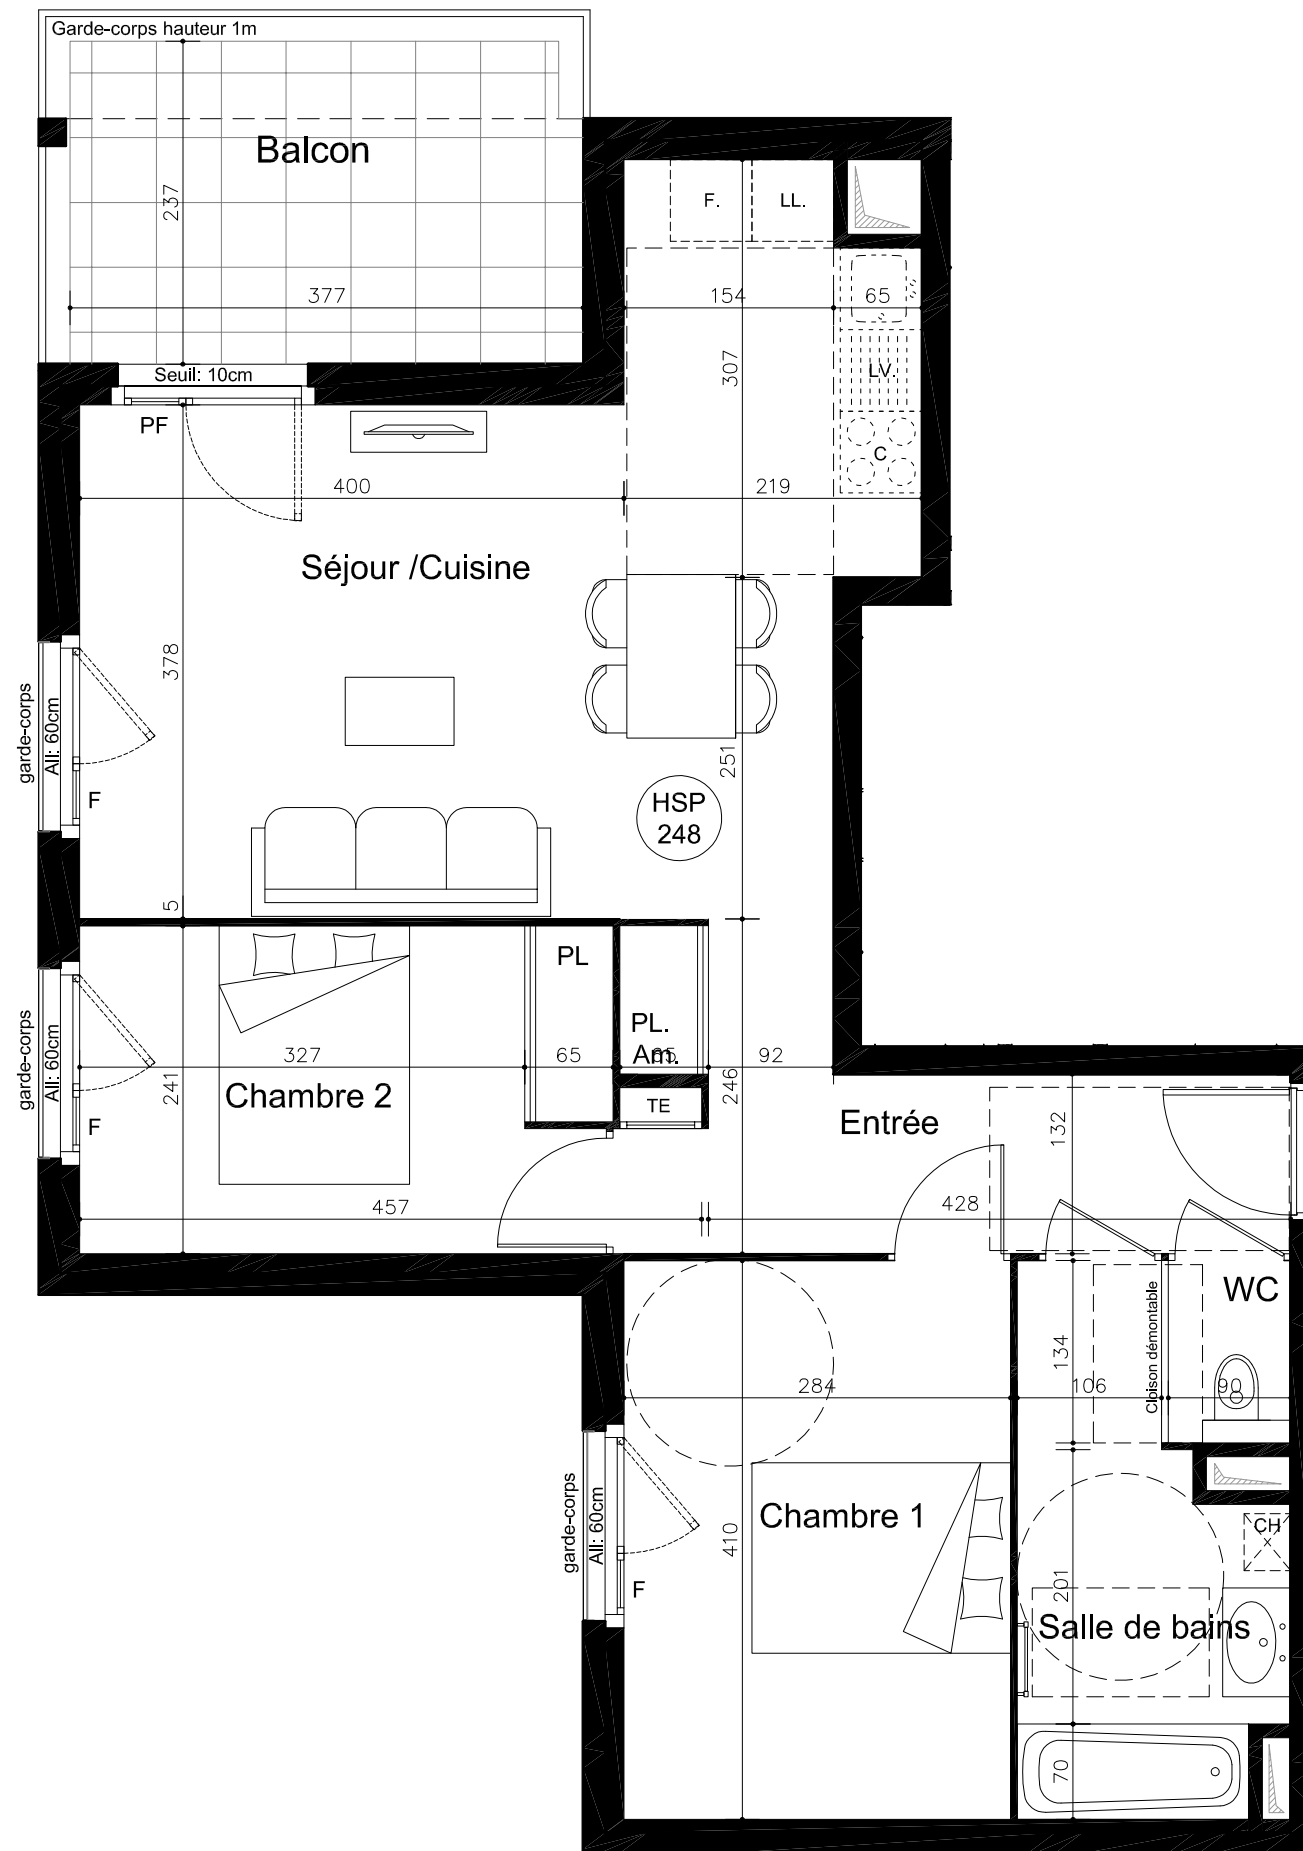 Garde-corps hauteur 1m
Balcon
237
377
F.
LL.
154
65
307
LV.
C
Seuil: 10cm
PF
400
219
Séjour /Cuisine
378
garde-corps
All: 60cm
F
251
HSP
248
5
PL
PL.
Am.
327
65
65
92
garde-corps
All: 60cm
241
Chambre 2
F
TE
246
Entrée
132
457
428
WC
Cloison démontable
134
284
106
90
garde-corps
All: 60cm
410
Chambre 1
F
CH
201
Salle de bains
70